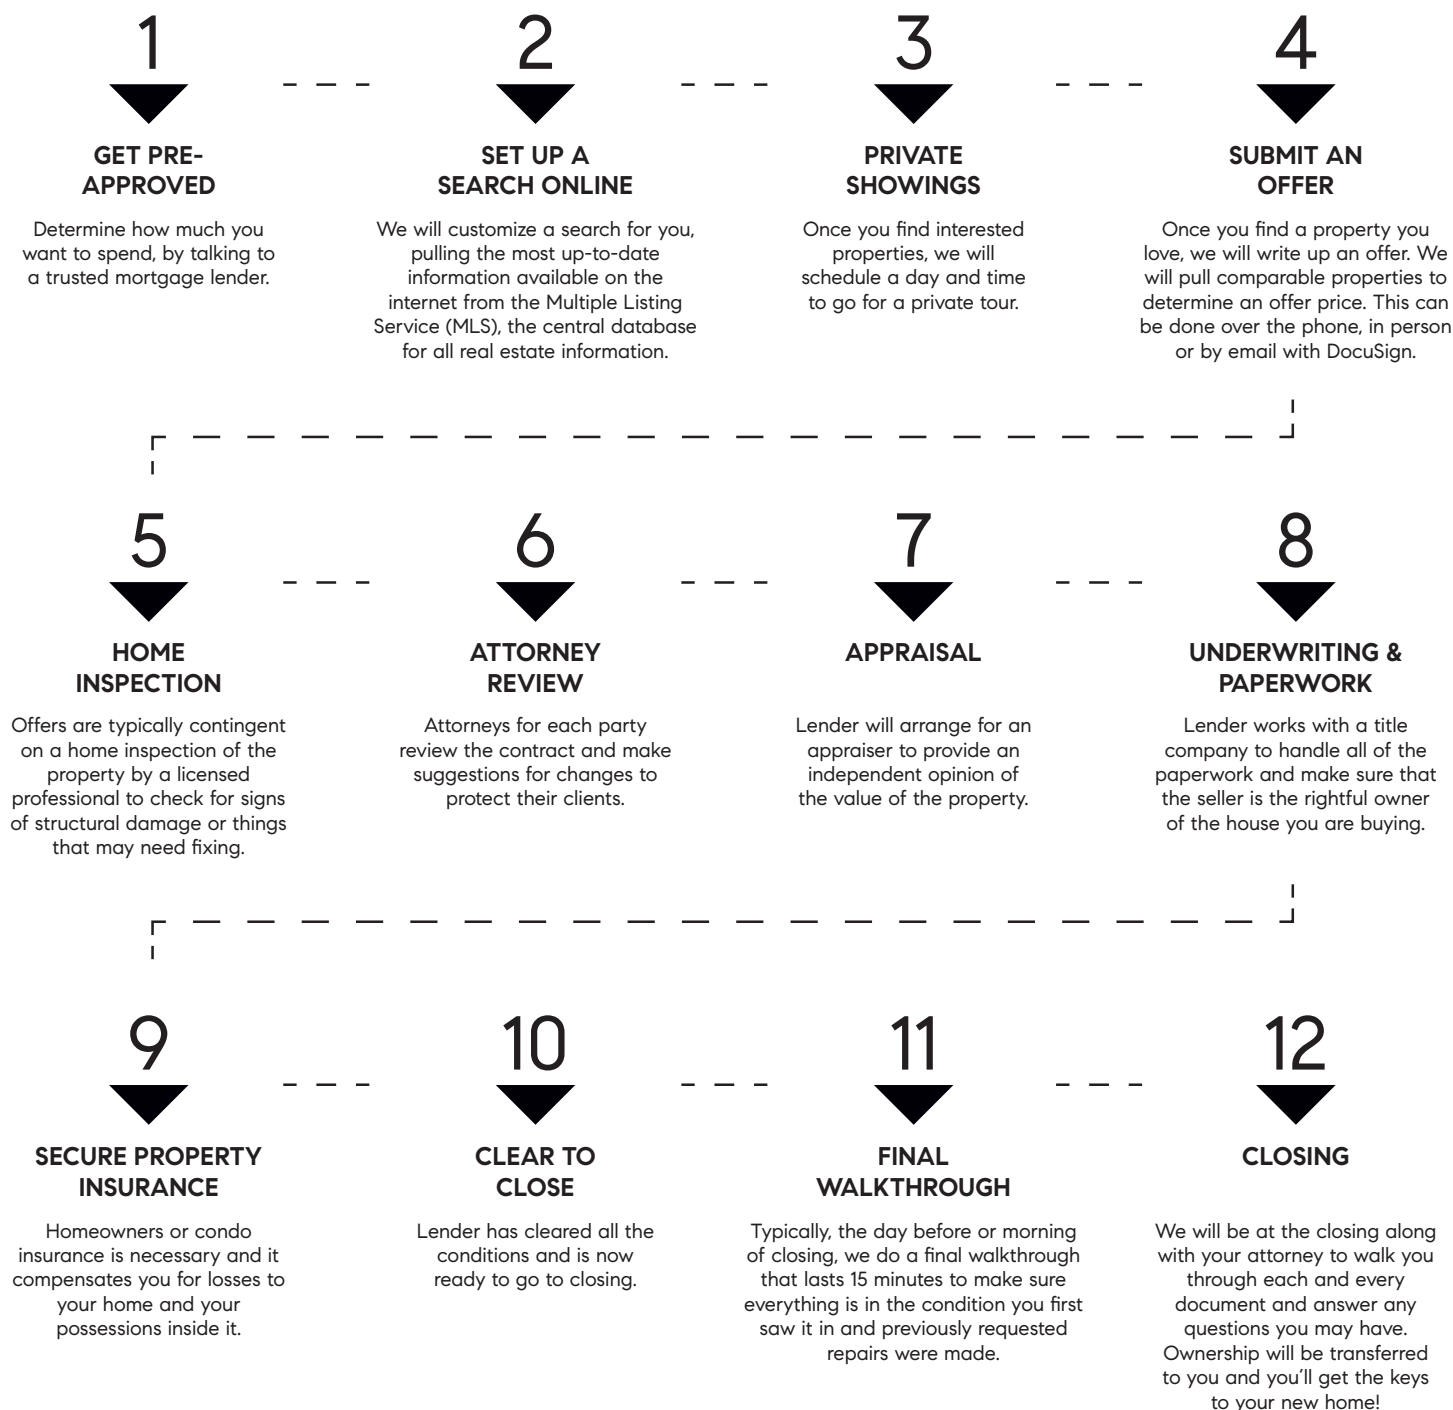 1
GET PRE-
APPROVED
Determine how much you
want to spend, by talking to
a trusted mortgage lender.
2
SET UP A
SEARCH ONLINE
We will customize a search for you,
pulling the most up-to-date
information available on the
internet from the Multiple Listing
Service (MLS), the central database
for all real estate information.
3
PRIVATE
SHOWINGS
Once you find interested
properties, we will
schedule a day and time
to go for a private tour.
4
SUBMIT AN
OFFER
Once you find a property you
love, we will write up an offer. We
will pull comparable properties to
determine an offer price. This can
be done over the phone, in person
or by email with DocuSign.
5
HOME
INSPECTION
Offers are typically contingent
on a home inspection of the
property by a licensed
professional to check for signs
of structural damage or things
that may need fixing.
6
ATTORNEY
REVIEW
Attorneys for each party
review the contract and make
suggestions for changes to
protect their clients.
7
APPRAISAL
Lender will arrange for an
appraiser to provide an
independent opinion of
the value of the property.
8
UNDERWRITING &
PAPERWORK
Lender works with a title
company to handle all of the
paperwork and make sure that
the seller is the rightful owner
of the house you are buying.
9
SECURE PROPERTY
INSURANCE
Homeowners or condo
insurance is necessary and it
compensates you for losses to
your home and your
possessions inside it.
10
CLEAR TO
CLOSE
Lender has cleared all the
conditions and is now
ready to go to closing.
11
FINAL
WALKTHROUGH
Typically, the day before or morning
of closing, we do a final walkthrough
that lasts 15 minutes to make sure
everything is in the condition you first
saw it in and previously requested
repairs were made.
12
CLOSING
We will be at the closing along
with your attorney to walk you
through each and every
document and answer any
questions you may have.
Ownership will be transferred
to you and you’ll get the keys
to your new home!